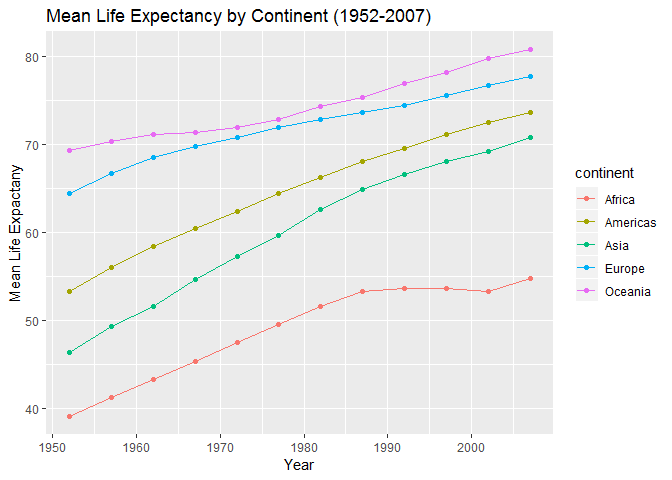 Mean Life Expectancy by Continent (1952-2007)
80
70
60
50
40
Mean Life Expactany
1950 1960 1970 1980 1990 2000
Year
continent
Africa
Americas
Asia
Europe
Oceania